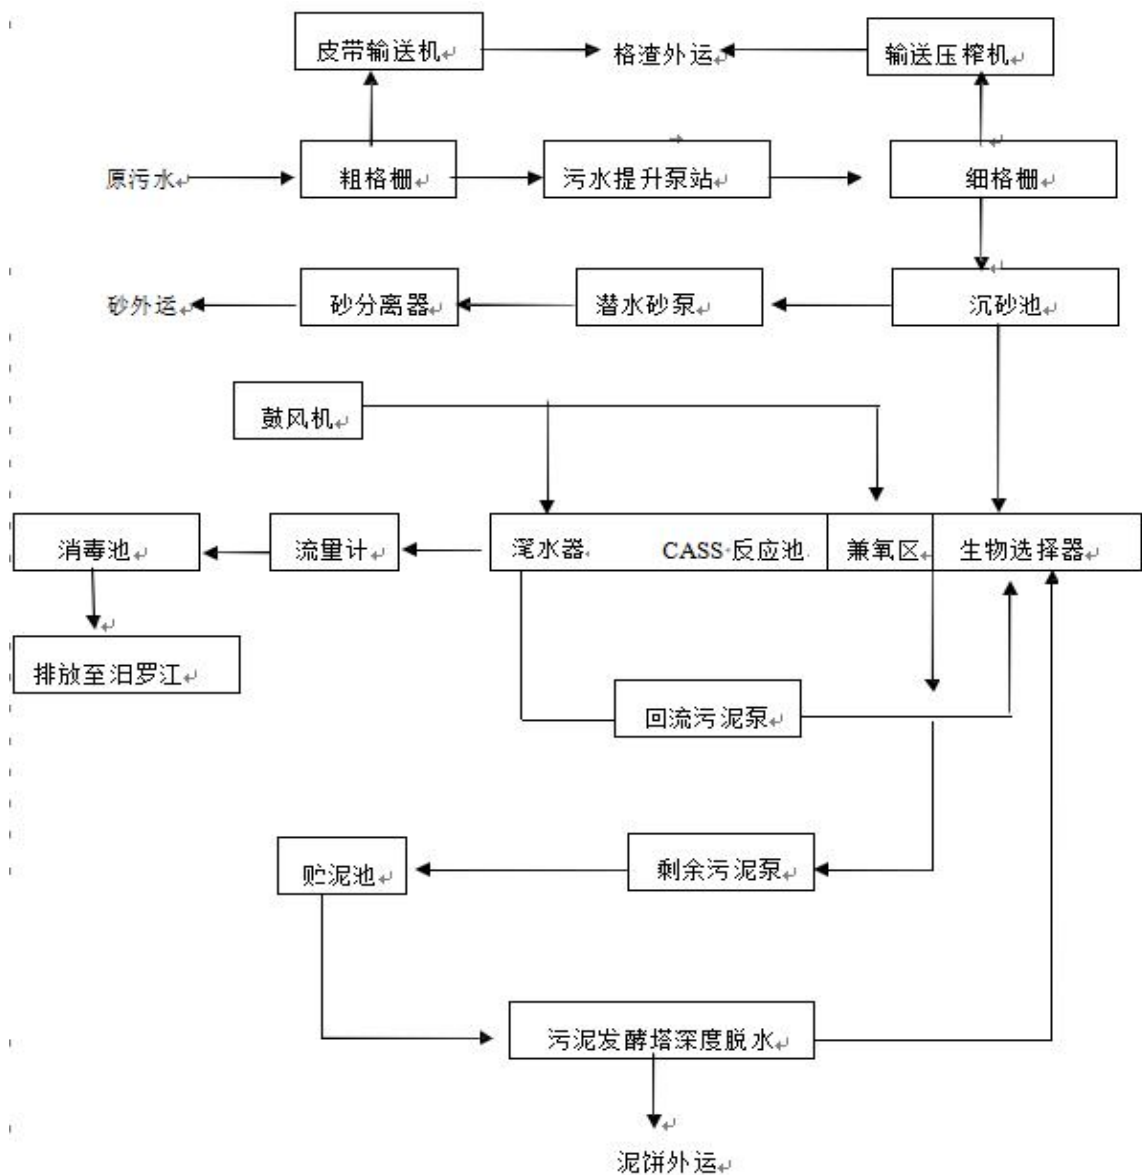 皮带输送机
格渣外运
输送压榨机
原污水
粗格栅
污水提升泵站
细格栅
砂外运
砂分离器
潜水砂泵
沉砂池
鼓风机
消毒池
流量计
滗水器
CASS 反应池
兼氧区
生物选择器
排放至汨罗江
回流污泥泵
贮泥池
剩余污泥泵
污泥发酵塔深度脱水
泥饼外运